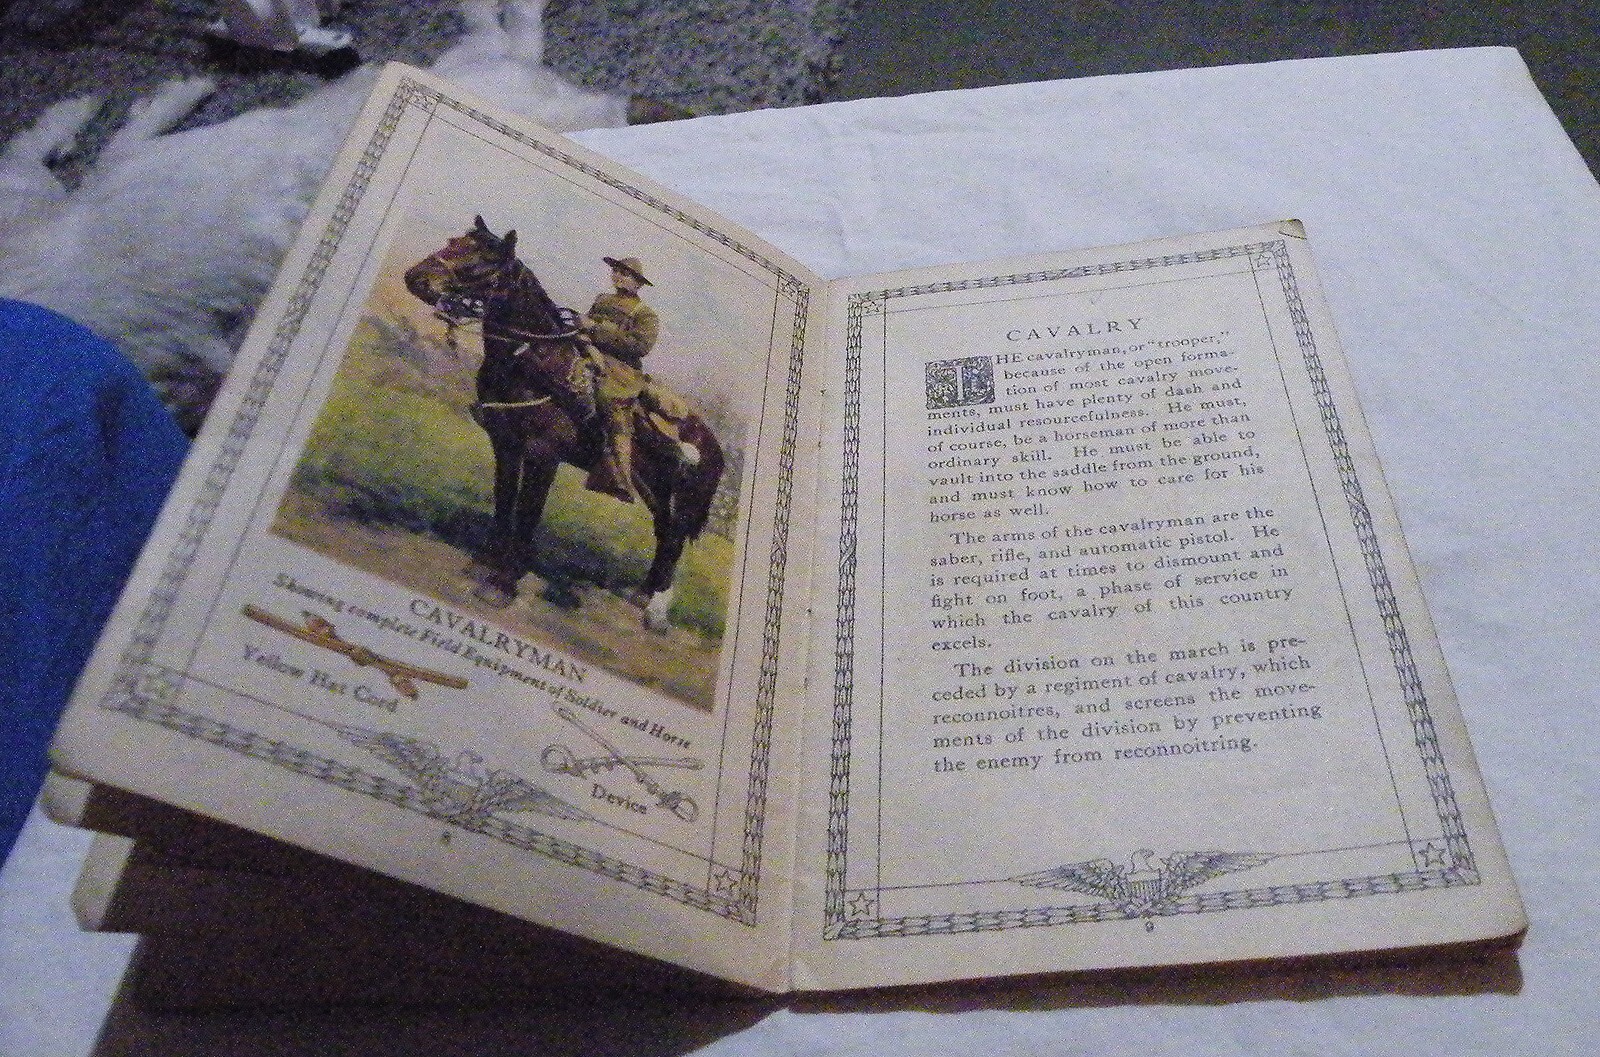 CAVALRYMAN
Showing complete Field Equipment of Soldier and Horse
Yellow Hat Cord
Device
8
CAVALRY
THE cavalryman, or "trooper,"
because of the open forma-
tion of most cavalry move-
ments, must have plenty of dash and
individual resourcefulness. He must,
of course, be a horseman of more than
ordinary skill. He must be able to
vault into the saddle from the ground,
and must know how to care for his
horse as well.
The arms of the cavalryman are the
saber, rifle, and automatic pistol. He
is required at times to dismount and
fight on foot, a phase of service in
which the cavalry of this country
excels.
The division on the march is pre-
ceded by a regiment of cavalry, which
reconnoitres, and screens the move-
ments of the division by preventing
the enemy from reconnoitring.
9